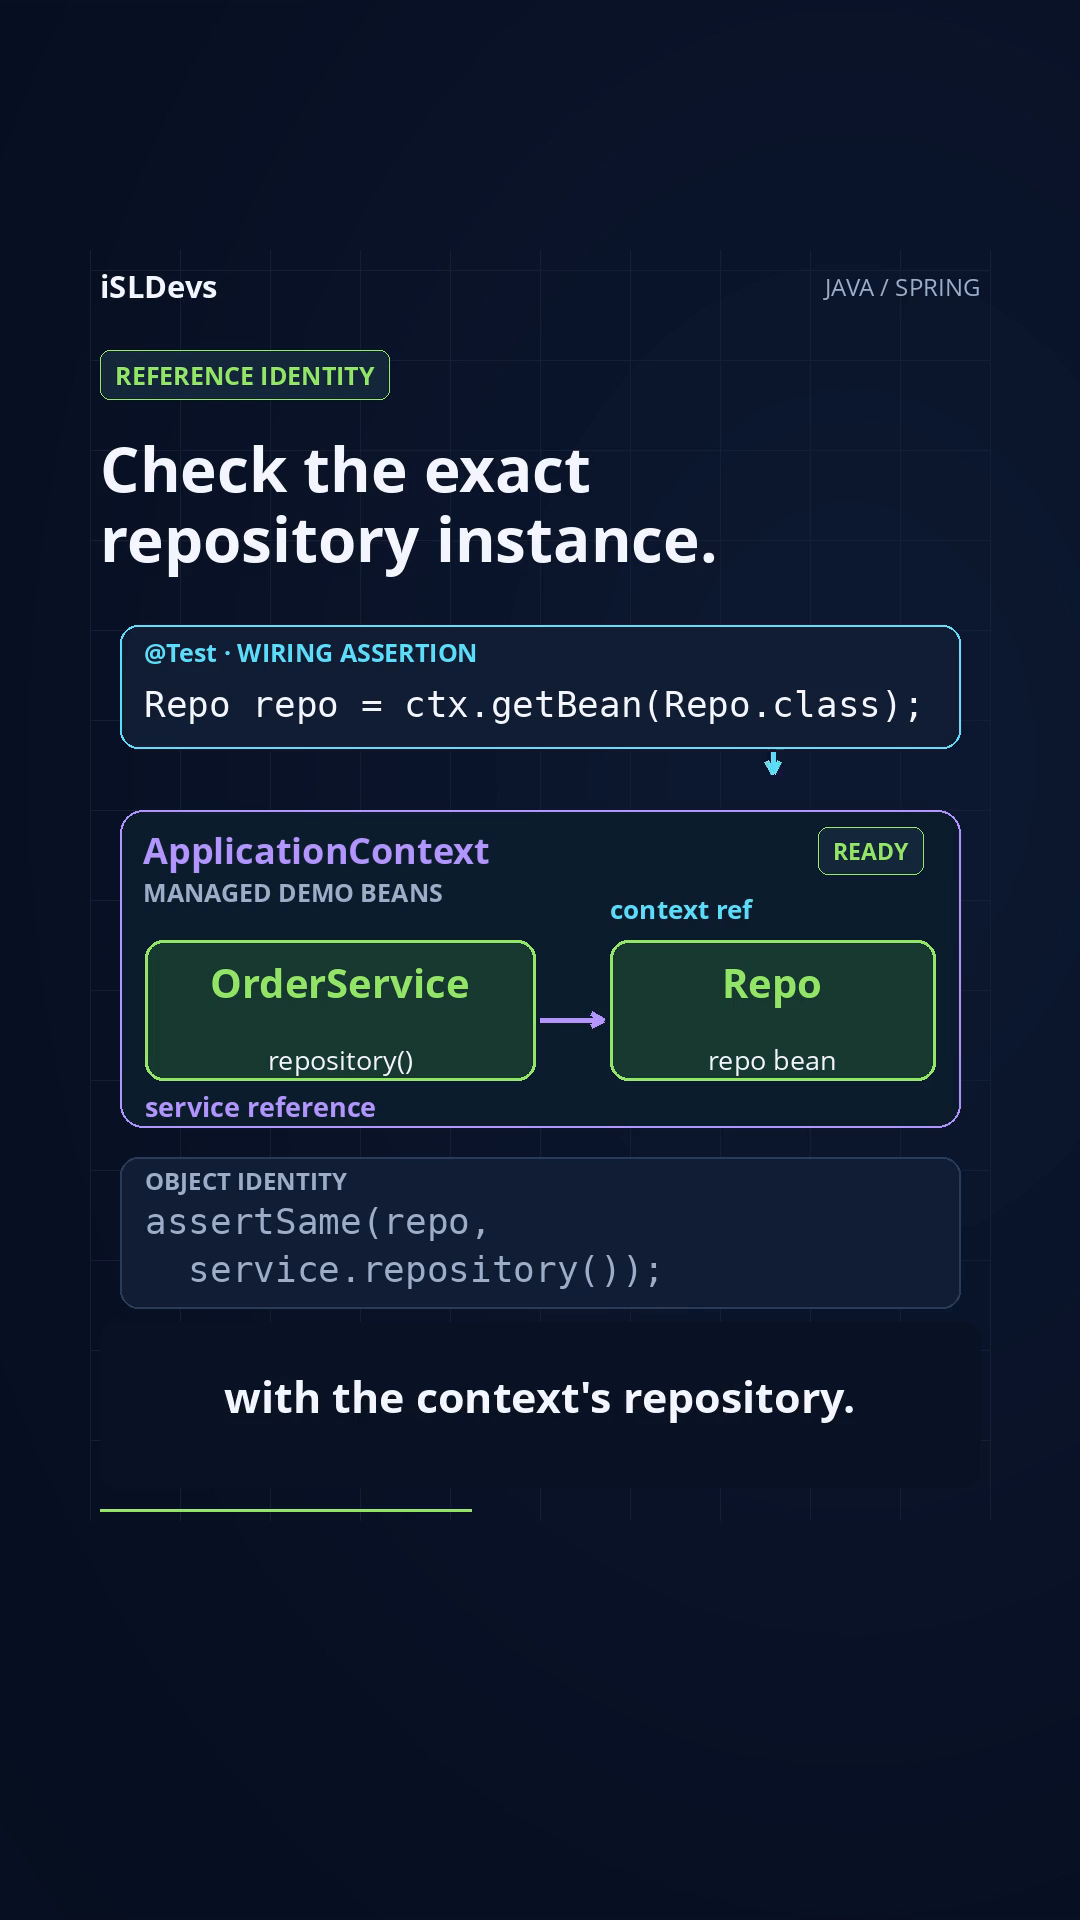 iSLDevs
JAVA / SPRING
REFERENCE IDENTITY
Check the exact
repository instance.
@Test · WIRING ASSERTION
Repo repo = ctx.getBean(Repo.class);
ApplicationContext
READY
MANAGED DEMO BEANS
context ref
OrderService
Repo
repository()
repo bean
service reference
OBJECT IDENTITY
assertSame(repo,
  service.repository());
with the context's repository.